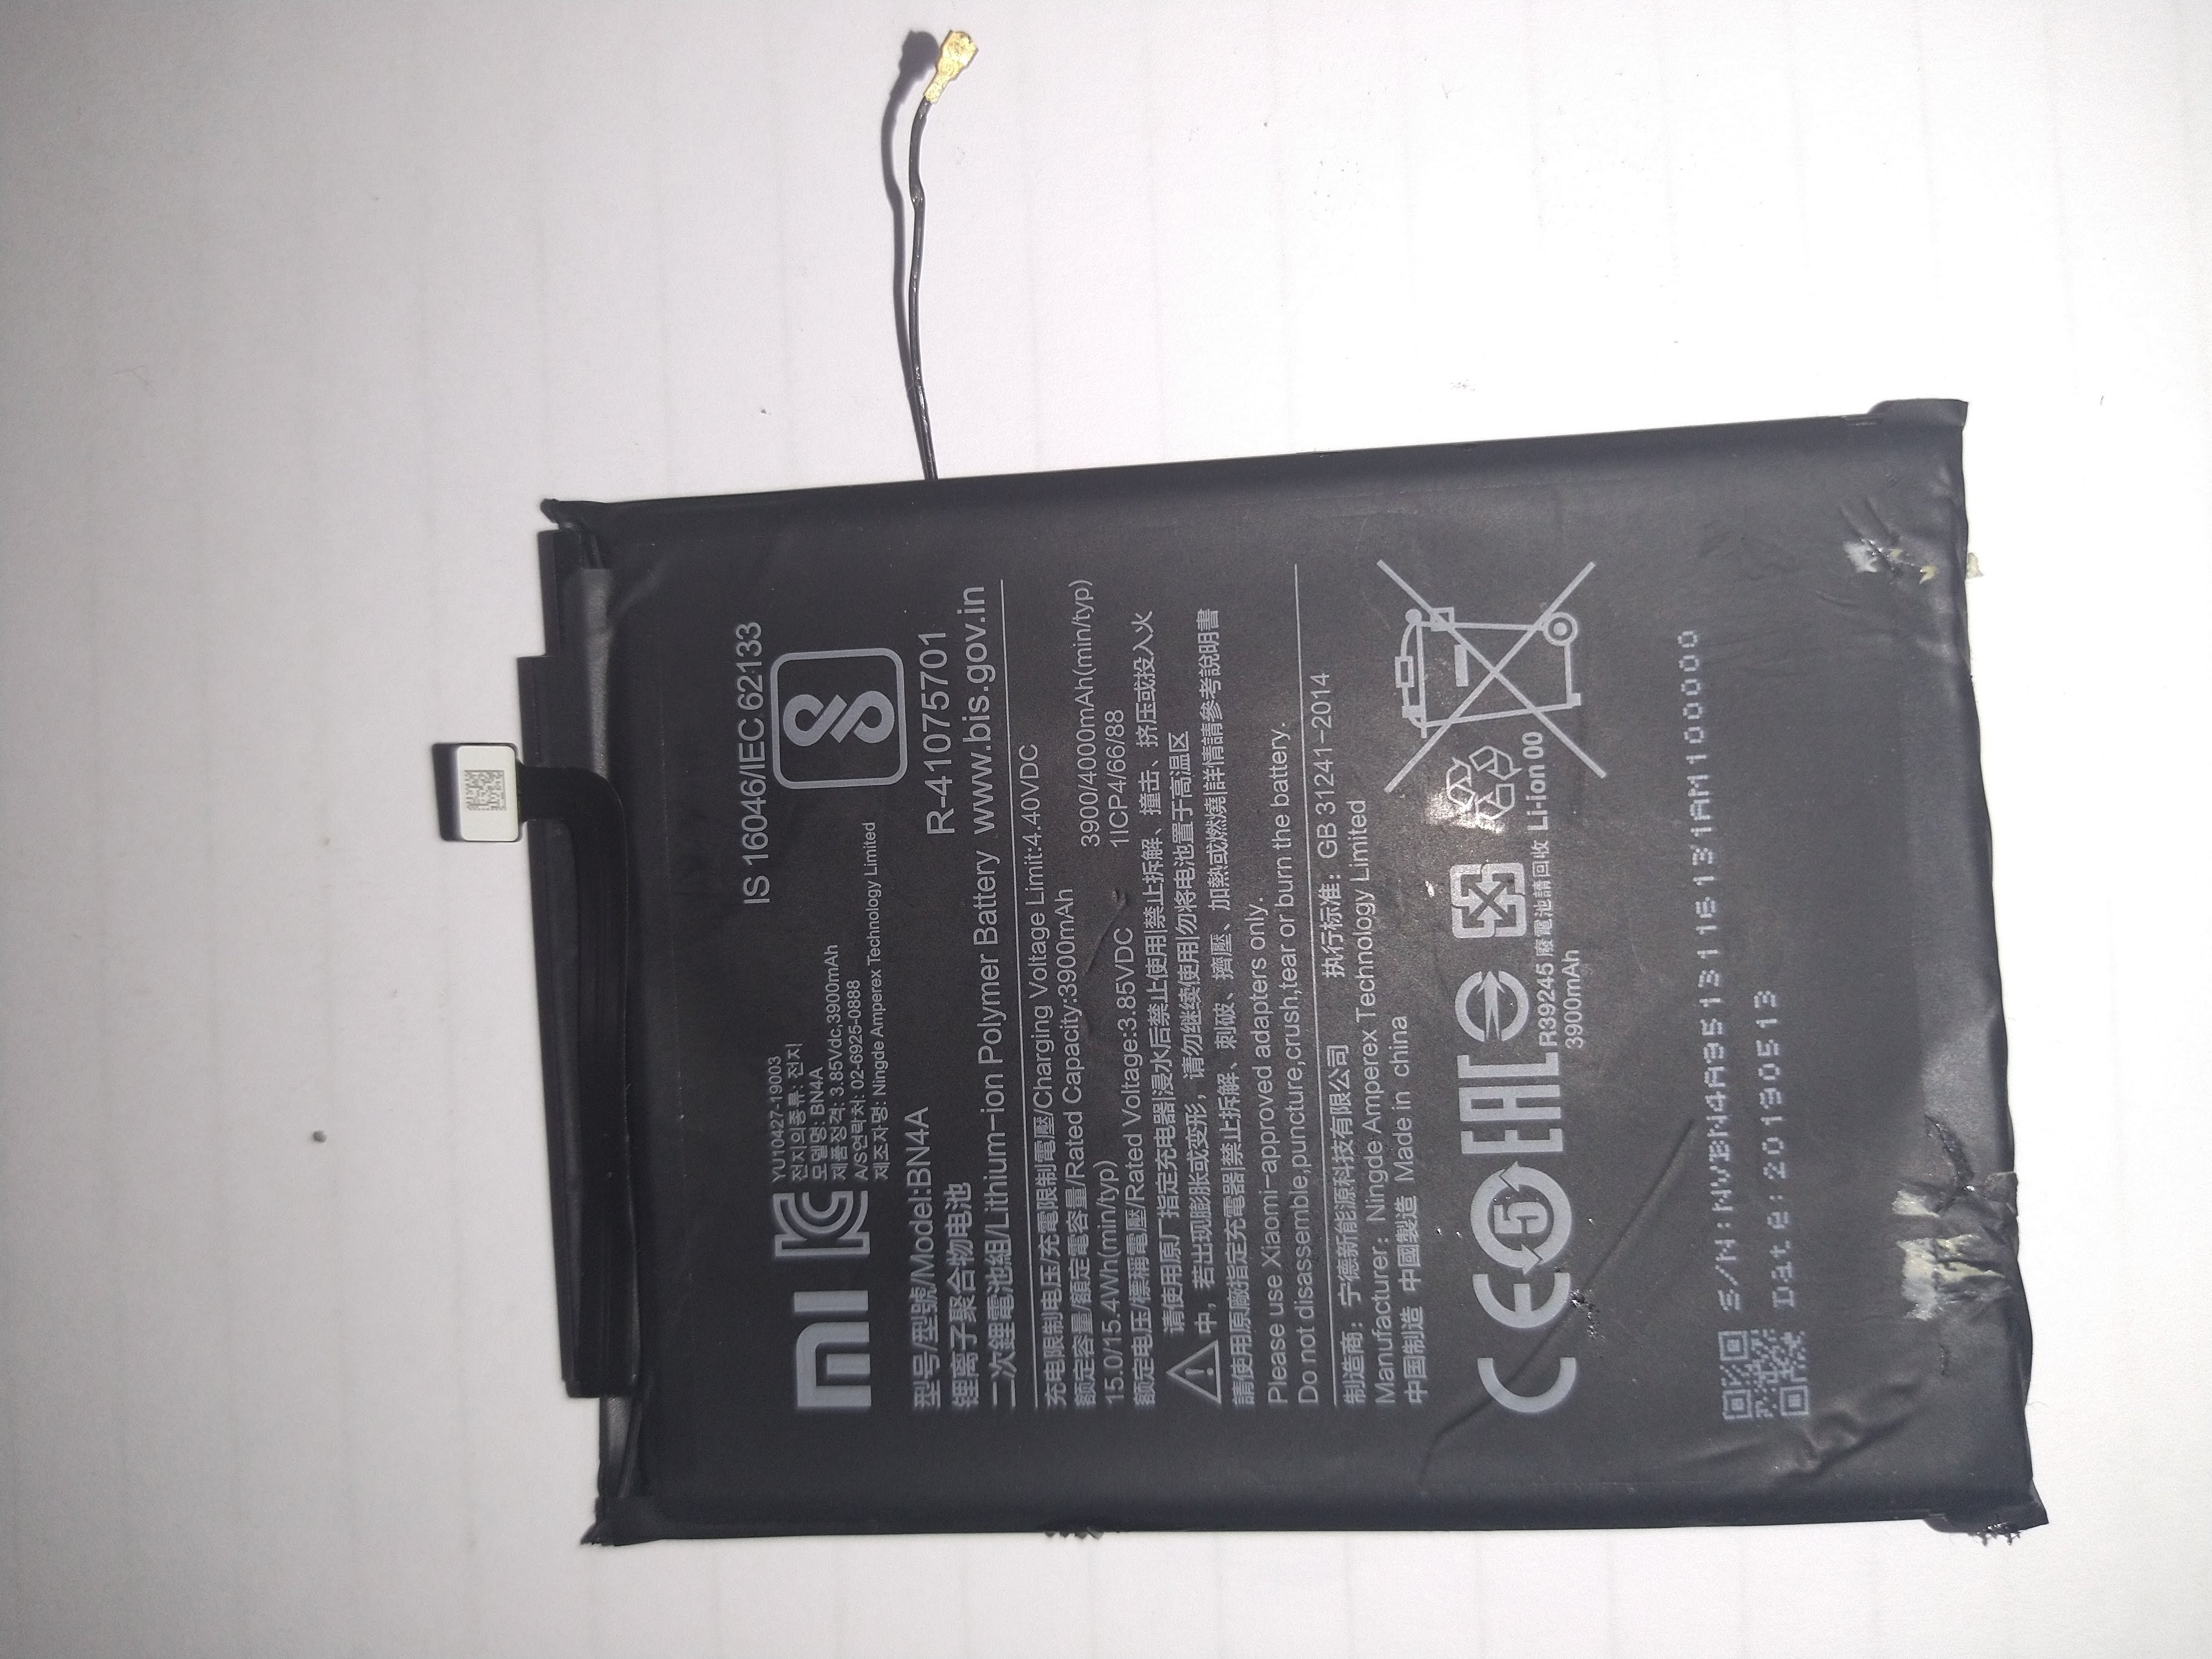 YU10427-19003
전지의종류: 전지
모델명: BN4A
제품정격: 3.85Vdc,3900mAh
A/S연락처: 02-6925-0888
제조자명: Ningde Amperex Technology Limited
mi
IS 16046/IEC 62133
R-41075701
www.bis.gov.in
型号/型號/Model:BN4A
锂离子聚合物电池
二次鋰電池組/Lithium-ion Polymer Battery
充电限制电压/充電限制電壓/Charging Voltage Limit:4.40VDC
额定容量/額定電容量/Rated Capacity:3900mAh
3900/4000mAh(min/typ)
15.0/15.4Wh(min/typ)
额定电压/標稱電壓/Rated Voltage:3.85VDC
1ICP4/66/88
请使用原厂指定充电器|浸水后禁止使用|禁止拆解、撞击、挤压或投入火
中，若出现膨胀或变形，请勿继续使用|勿将电池置于高温区
請使用原廠指定充電器|禁止拆解、刺破、擠壓、加熱或燃燒|詳情請參考說明書
Please use Xiaomi-approved adapters only.
Do not disassemble,puncture,crush,tear or burn the battery.
制造商：宁德新能源科技有限公司 执行标准：GB 31241-2014
Manufacturer：Ningde Amperex Technology Limited
中国制造 中國製造 Made in china
CE 5 EAC
R39245 廢電池請回收 Li-ion 00
3900mAh
S/N:NVBN4A9513116131AM100000
Date:20190513